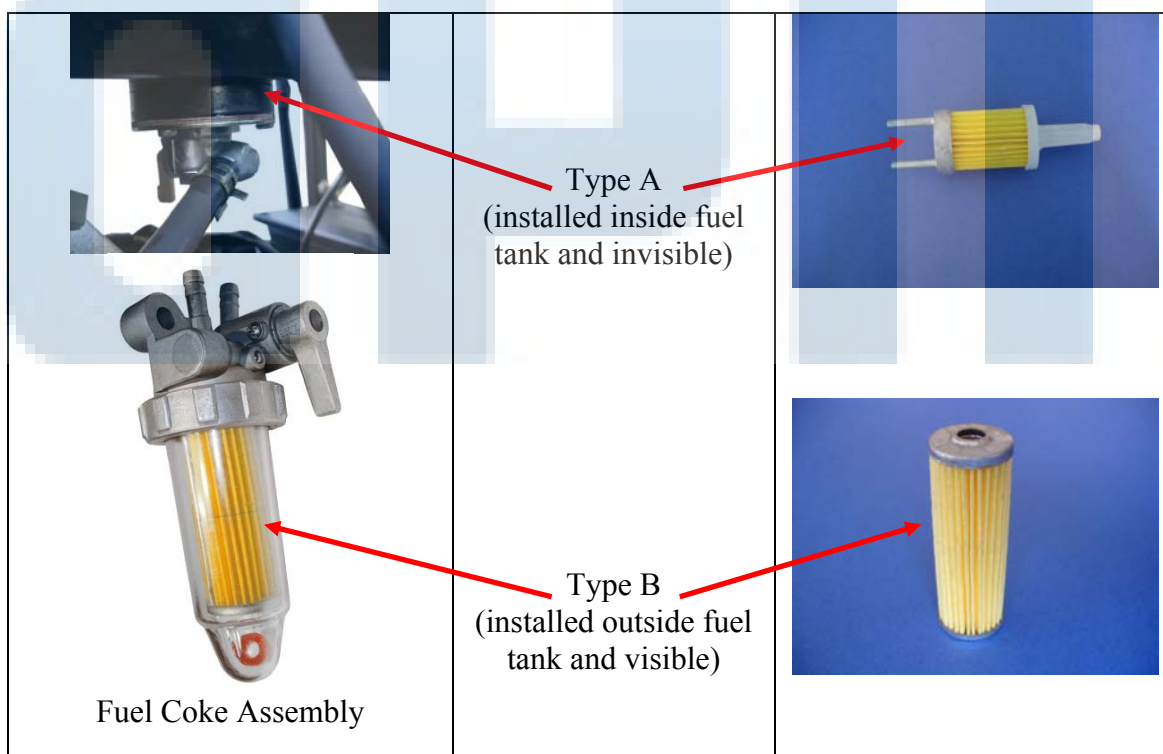 Type A
(installed inside fuel
tank and invisible)
Type B
(installed outside fuel
tank and visible)
Fuel Coke Assembly